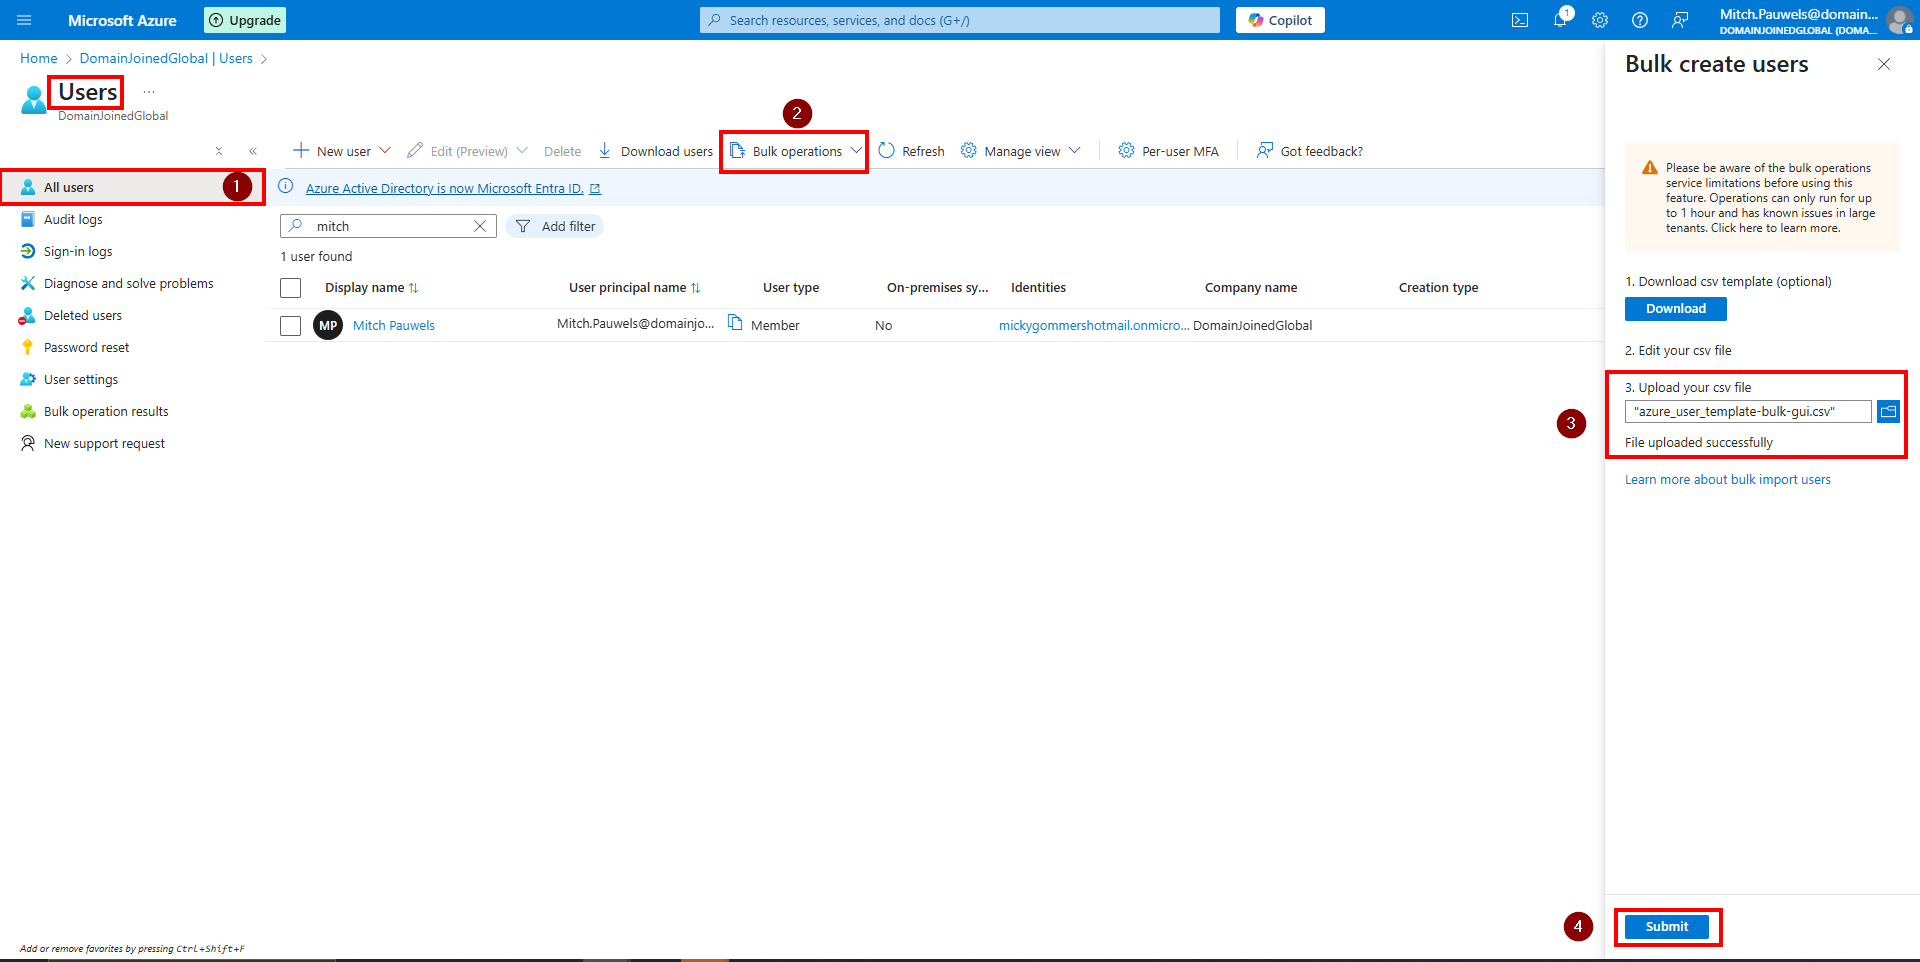 Microsoft Azure
Upgrade
Search resources, services, and docs (G+/)
Copilot
1
Mitch.Pauwels@domain...
DOMAINJOINEDGLOBAL (DOMA...
Home > DomainJoinedGlobal | Users >
Users
...
DomainJoinedGlobal
2
New user
Edit (Preview)
Delete
Download users
Bulk operations
Refresh
Manage view
Per-user MFA
Got feedback?
All users
1
Audit logs
Sign-in logs
Diagnose and solve problems
Deleted users
Password reset
User settings
Bulk operation results
New support request
Azure Active Directory is now Microsoft Entra ID.
mitch
Add filter
1 user found
Display name User principal name User type On-premises sy... Identities Company name Creation type
MP Mitch Pauwels Mitch.Pauwels@domainjo... Member No mickygommershotmail.onmicro... DomainJoinedGlobal
Bulk create users
Please be aware of the bulk operations
service limitations before using this
feature. Operations can only run for up
to 1 hour and has known issues in large
tenants. Click here to learn more.
1. Download csv template (optional)
Download
2. Edit your csv file
3. Upload your csv file
"azure_user_template-bulk-gui.csv"
3
File uploaded successfully
Learn more about bulk import users
4
Submit
Add or remove favorites by pressing Ctrl+Shift+F